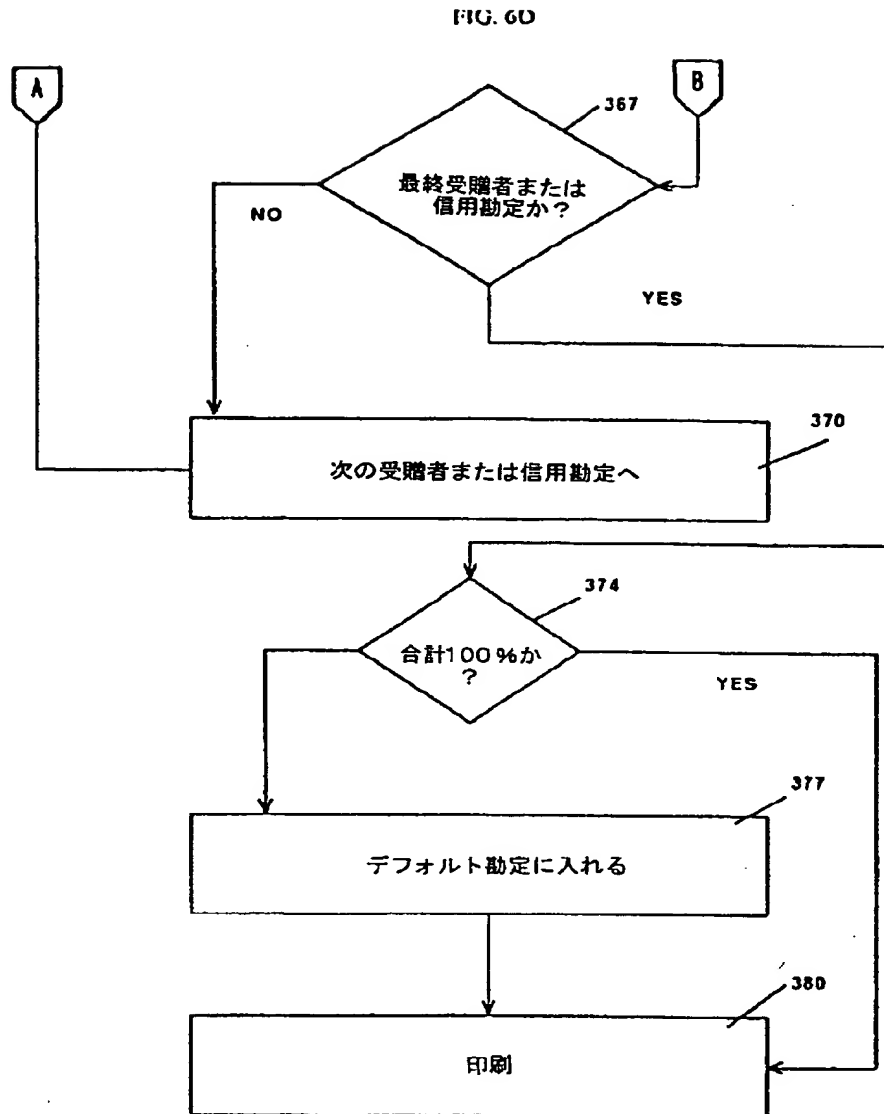 FIG. 6D
A
B
367
最終受贈者または
信用勘定か？
NO
YES
370
次の受贈者または信用勘定へ
374
合計100％か
？
YES
377
デフォルト勘定に入れる
380
印刷